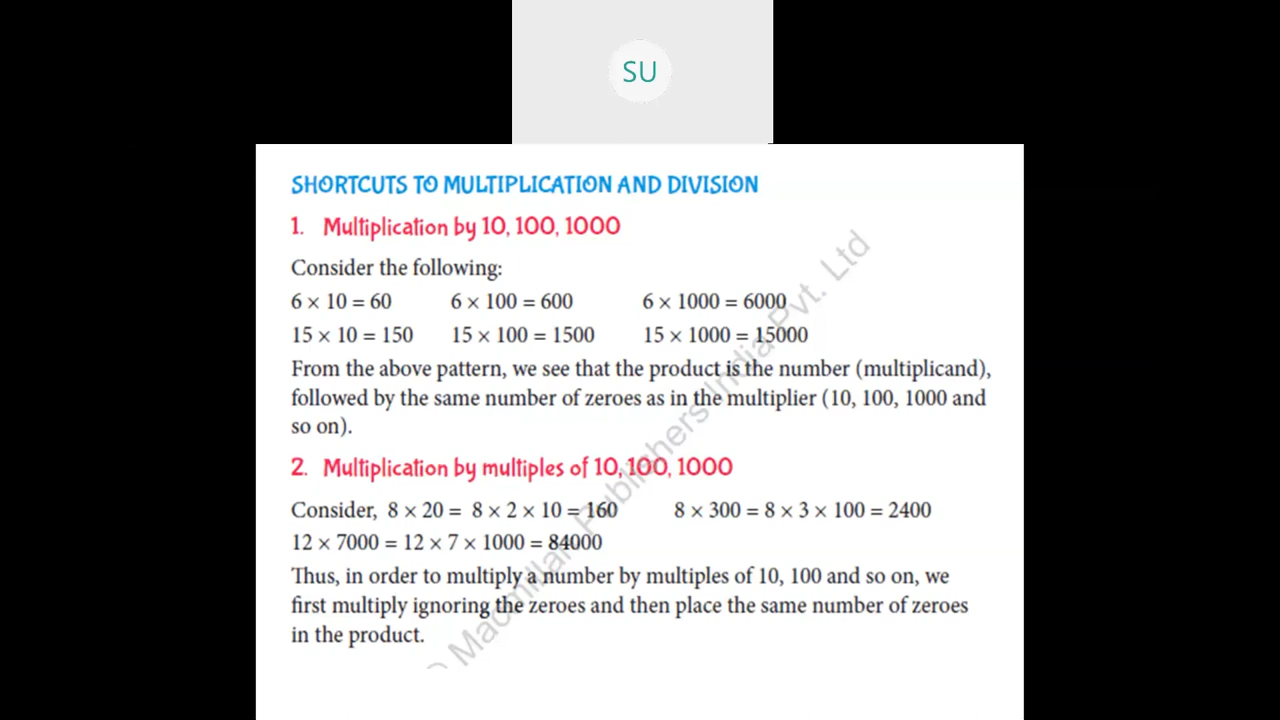 SU
SHORTCUTS TO MULTIPLICATION AND DIVISION
1. Multiplication by 10, 100, 1000
Consider the following:
6 × 10 = 60 6 × 100 = 600 6 × 1000 = 6000
15 × 10 = 150 15 × 100 = 1500 15 × 1000 = 15000
From the above pattern, we see that the product is the number (multiplicand),
followed by the same number of zeroes as in the multiplier (10, 100, 1000 and
so on).
2. Multiplication by multiples of 10, 100, 1000
Consider, 8 × 20 = 8 × 2 × 10 = 160 8 × 300 = 8 × 3 × 100 = 2400
12 × 7000 = 12 × 7 × 1000 = 84000
Thus, in order to multiply a number by multiples of 10, 100 and so on, we
first multiply ignoring the zeroes and then place the same number of zeroes
in the product.
© Macmillan Publishers India Pvt. Ltd